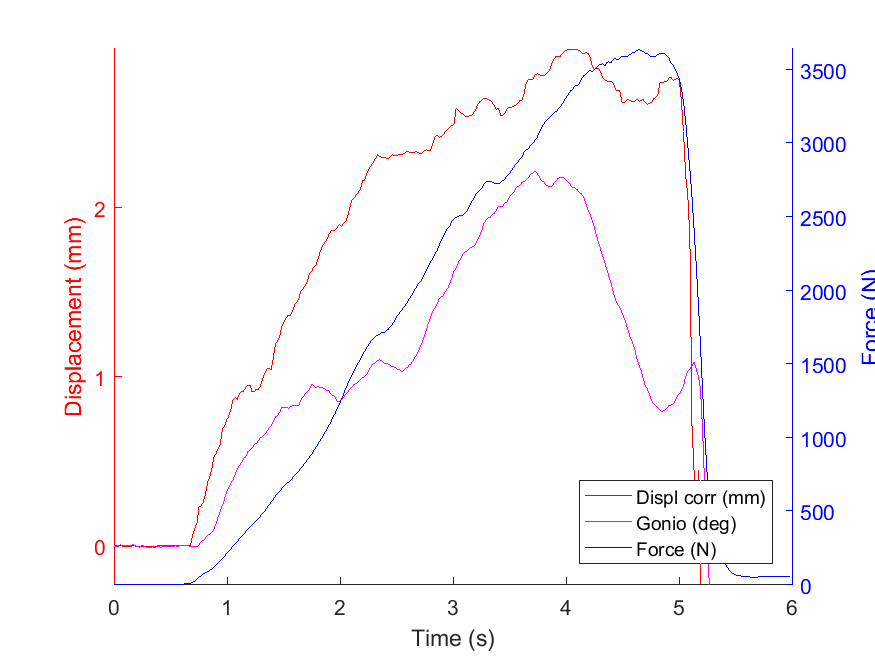 Displacement (mm)
2
1
0
3500
3000
2500
2000
1500
1000
500
0
Force (N)
Displ corr (mm)
Gonio (deg)
Force (N)
0 1 2 3 4 5 6
Time (s)